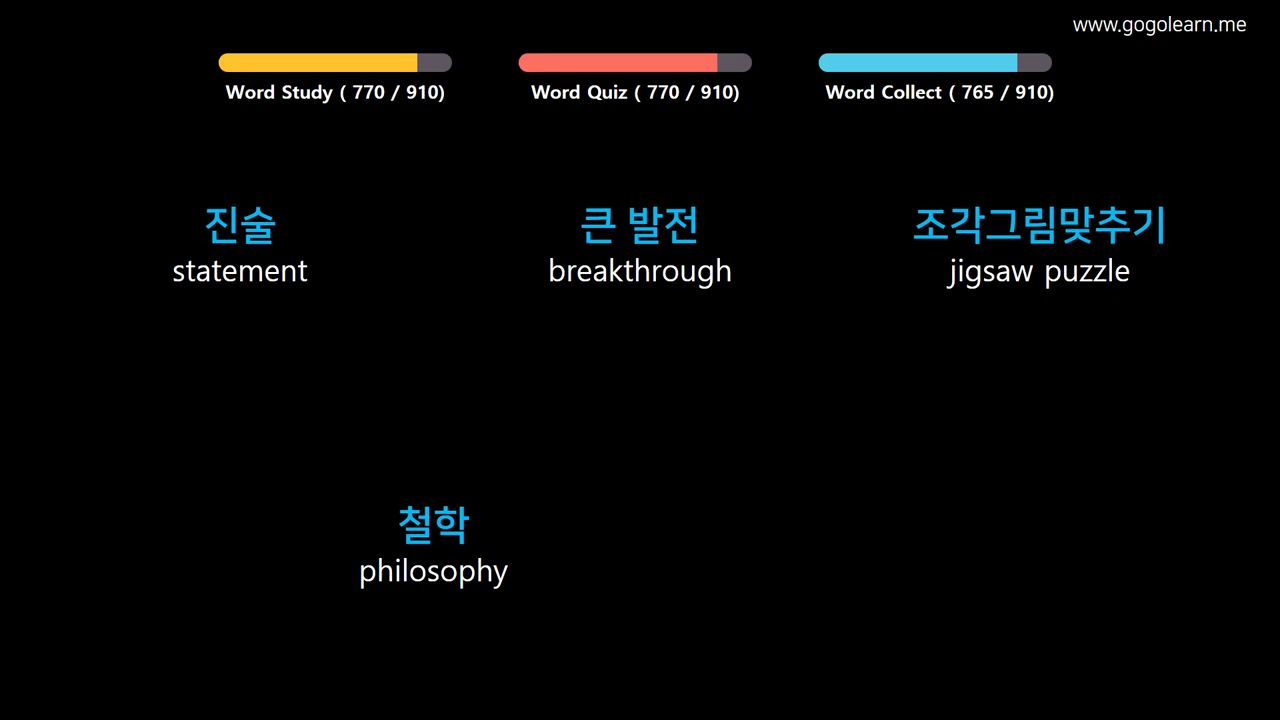 www.gogolearn.me
Word Study ( 770 / 910)
Word Quiz ( 770 / 910)
Word Collect ( 765 / 910)
진술
statement
큰 발전
breakthrough
조각그림맞추기
jigsaw puzzle
철학
philosophy